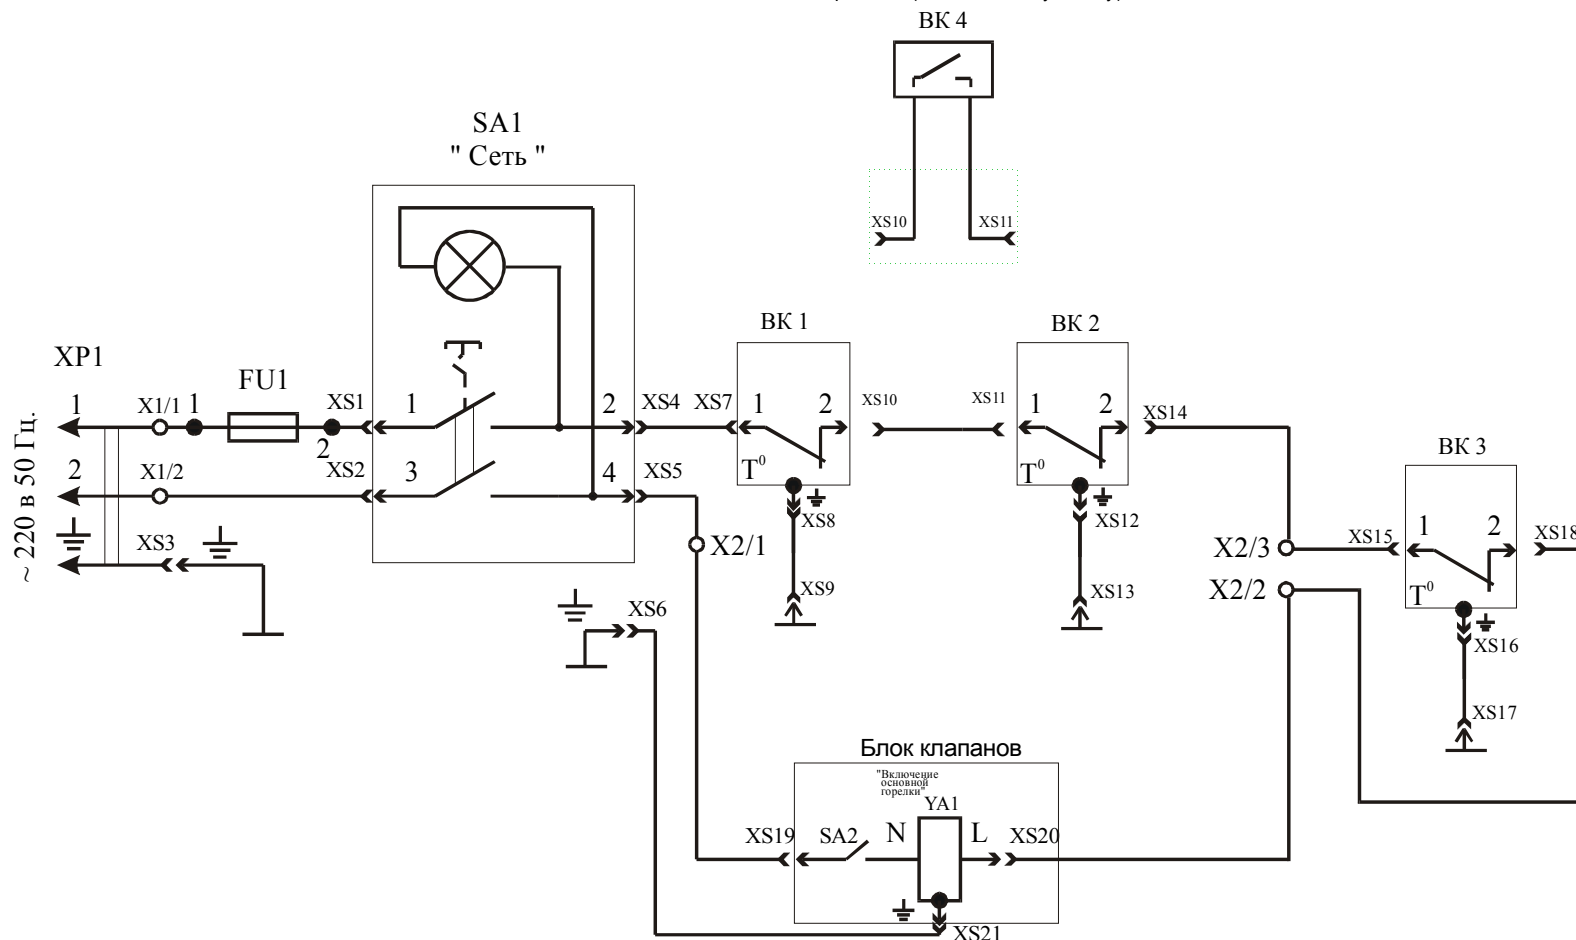 ВК 4
SA1
" Сеть "
XS10
XS11
ВК 1
ВК 2
XP1
FU1
1
X1/1
1
2
XS1
1
2
XS4
XS7
1
2
T⁰
XS10
XS11
1
2
T⁰
XS14
ВК 3
2
X1/2
XS2
3
4
XS5
~ 220 в 50 Гц.
XS3
XS8
XS12
X2/1
X2/3
XS15
1
2
T⁰
XS18
XS9
XS13
X2/2
XS6
XS16
XS17
Блок клапанов
"Включение
основной
горелки"
YA1
XS19
SA2
N
L
XS20
XS21